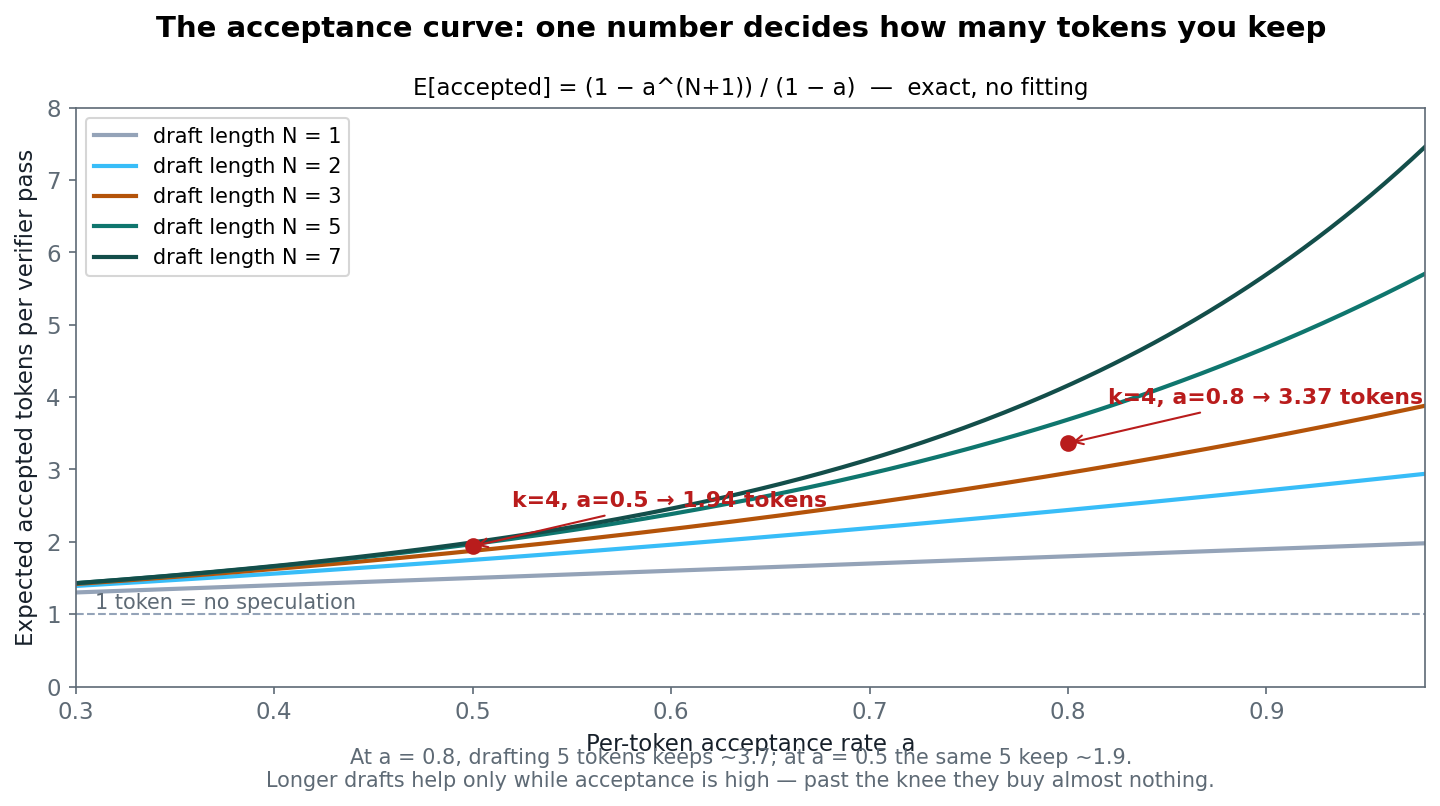 The acceptance curve: one number decides how many tokens you keep
E[accepted] = (1 − a^(N+1)) / (1 − a)  —  exact, no fitting
8
7
6
5
4
3
2
1
0
Expected accepted tokens per verifier pass
draft length N = 1
draft length N = 2
draft length N = 3
draft length N = 5
draft length N = 7
k=4, a=0.8 → 3.37 tokens
k=4, a=0.5 → 1.94 tokens
1 token = no speculation
0.3 0.4 0.5 0.6 0.7 0.8 0.9
Per-token acceptance rate  a
At a = 0.8, drafting 5 tokens keeps ~3.7; at a = 0.5 the same 5 keep ~1.9.
Longer drafts help only while acceptance is high — past the knee they buy almost nothing.